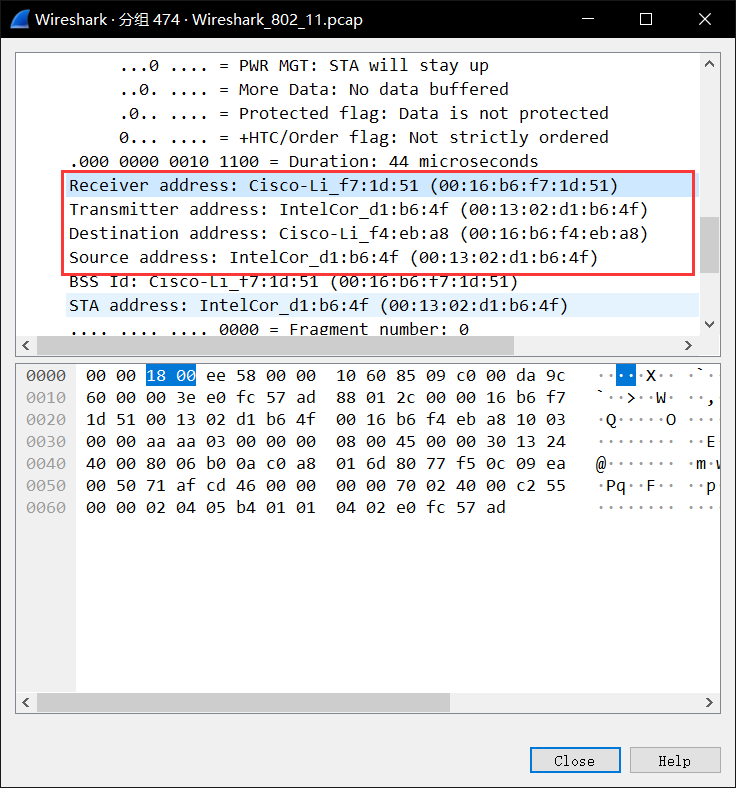 Wireshark · 分组 474 · Wireshark_802_11.pcap
...0 .... = PWR MGT: STA will stay up
..0. .... = More Data: No data buffered
.0.. .... = Protected flag: Data is not protected
0... .... = +HTC/Order flag: Not strictly ordered
.000 0000 0010 1100 = Duration: 44 microseconds
Receiver address: Cisco-Li_f7:1d:51 (00:16:b6:f7:1d:51)
Transmitter address: IntelCor_d1:b6:4f (00:13:02:d1:b6:4f)
Destination address: Cisco-Li_f4:eb:a8 (00:16:b6:f4:eb:a8)
Source address: IntelCor_d1:b6:4f (00:13:02:d1:b6:4f)
BSS Id: Cisco-Li_f7:1d:51 (00:16:b6:f7:1d:51)
STA address: IntelCor_d1:b6:4f (00:13:02:d1:b6:4f)
.... .... .... 0000 = Fragment number: 0
0000 00 00 18 00 ee 58 00 00 10 60 85 09 c0 00 da 9c ·····X·· ·`··
0010 60 00 00 3e e0 fc 57 ad 88 01 2c 00 00 16 b6 f7 `··>··W· ··,·
0020 1d 51 00 13 02 d1 b6 4f 00 16 b6 f4 eb a8 10 03 ·Q·····O ····
0030 00 00 aa aa 03 00 00 00 08 00 45 00 00 30 13 24 ········ ··E·
0040 40 00 80 06 b0 0a c0 a8 01 6d 80 77 f5 0c 09 ea @······· ·m·w
0050 00 50 71 af cd 46 00 00 00 00 70 02 40 00 c2 55 ·Pq··F·· ··p·
0060 00 00 02 04 05 b4 01 01 04 02 e0 fc 57 ad ········ ····
Close Help